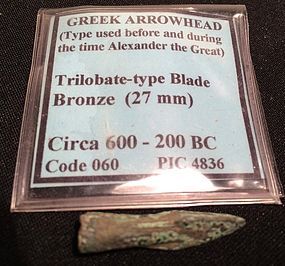 GREEK ARROWHEAD
(Type used before and during
the time Alexander the Great)
Trilobate-type Blade
Bronze (27 mm)
Circa 600 - 200 BC
Code 060 PIC 4836